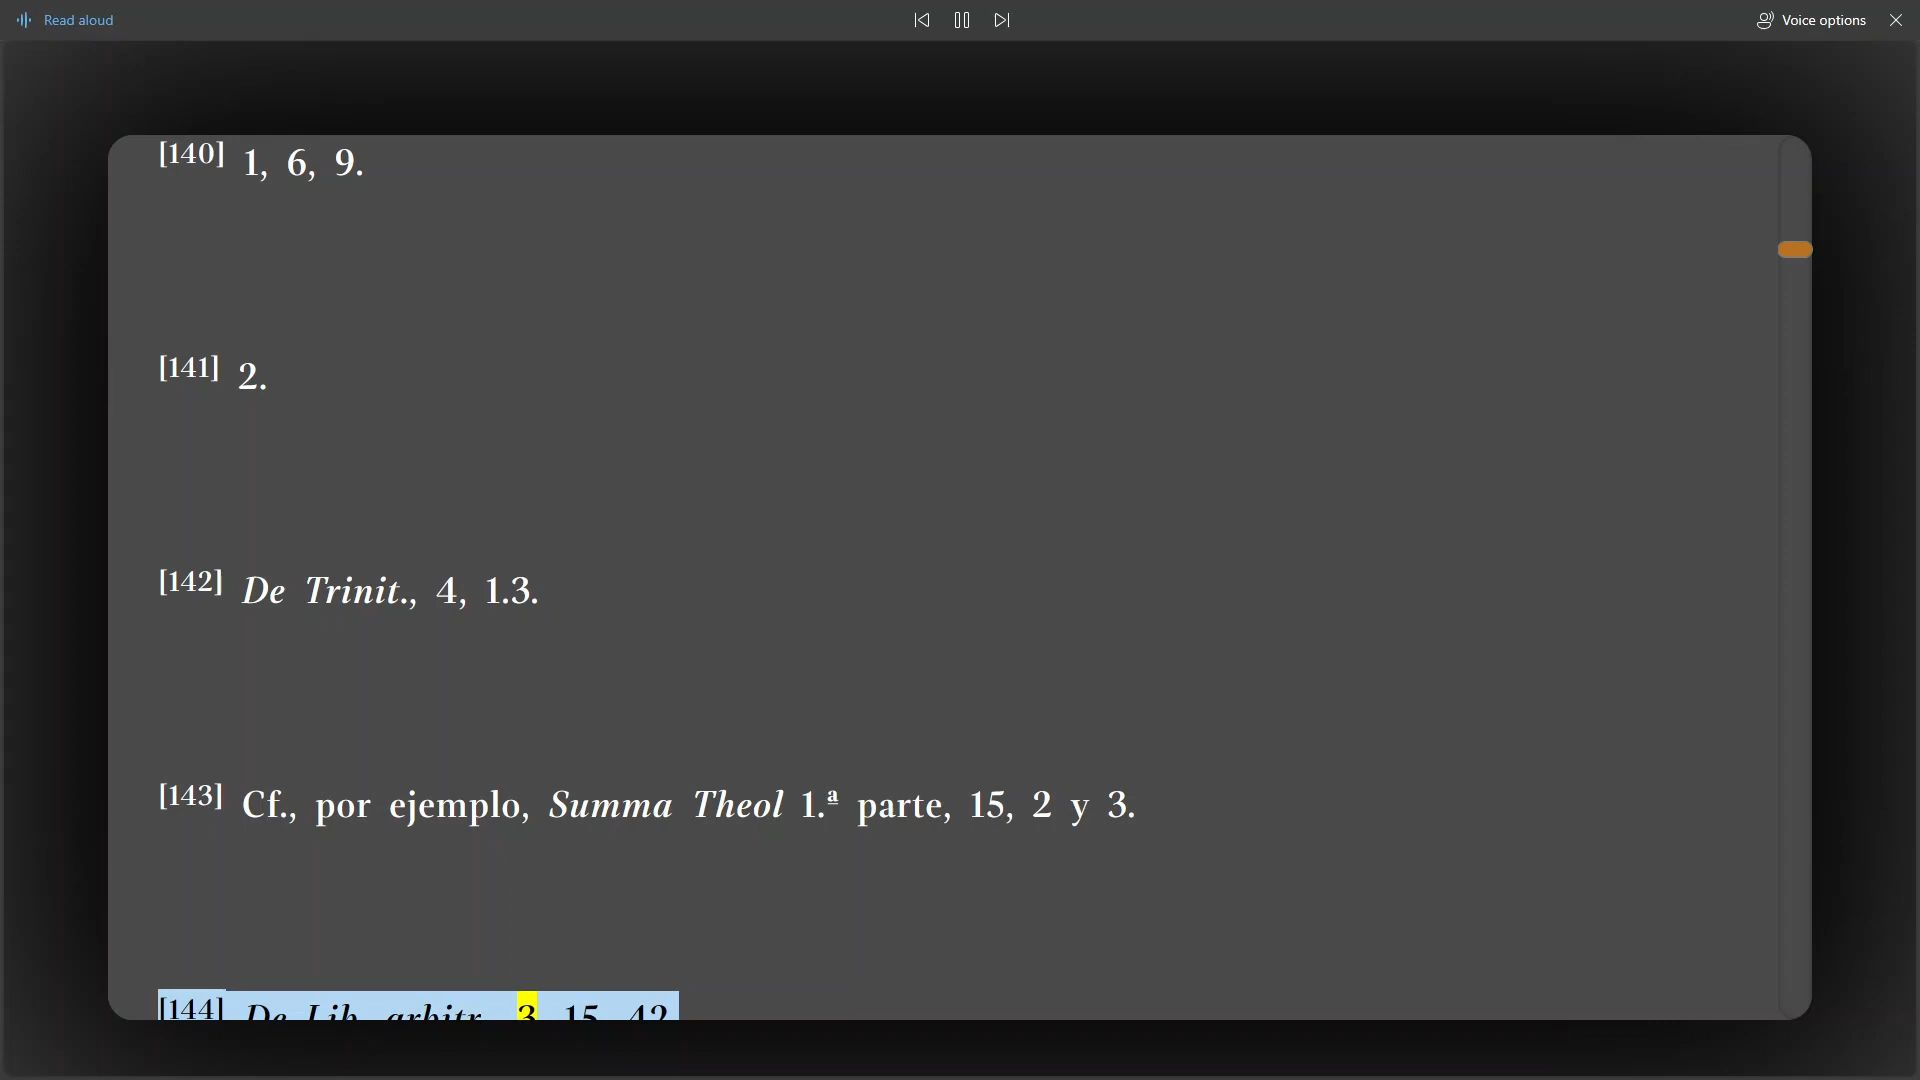 Read aloud
Voice options
[140] 1, 6, 9.
[141] 2.
[142] De Trinit., 4, 1.3.
[143] Cf., por ejemplo, Summa Theol 1.ª parte, 15, 2 y 3.
[144] De Lib. arbitr. 3, 15, 42